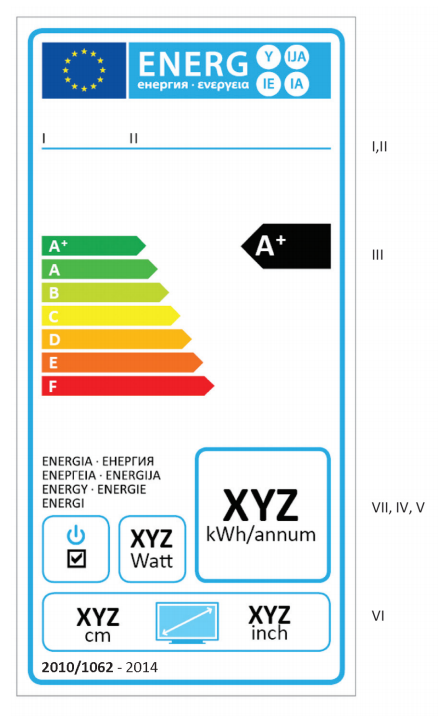 ENERG Y IJA
енергия · ενεργεια IE IA
I II
I,II
A+
III
A+
A
B
C
D
E
F
ENERGIA · ЕНЕРГИЯ
ΕΝΕΡΓΕΙΑ · ENERGIJA
ENERGY · ENERGIE
ENERGI
XYZ
kWh/annum
VII, IV, V
XYZ
Watt
XYZ
cm
XYZ
inch
VI
2010/1062 - 2014